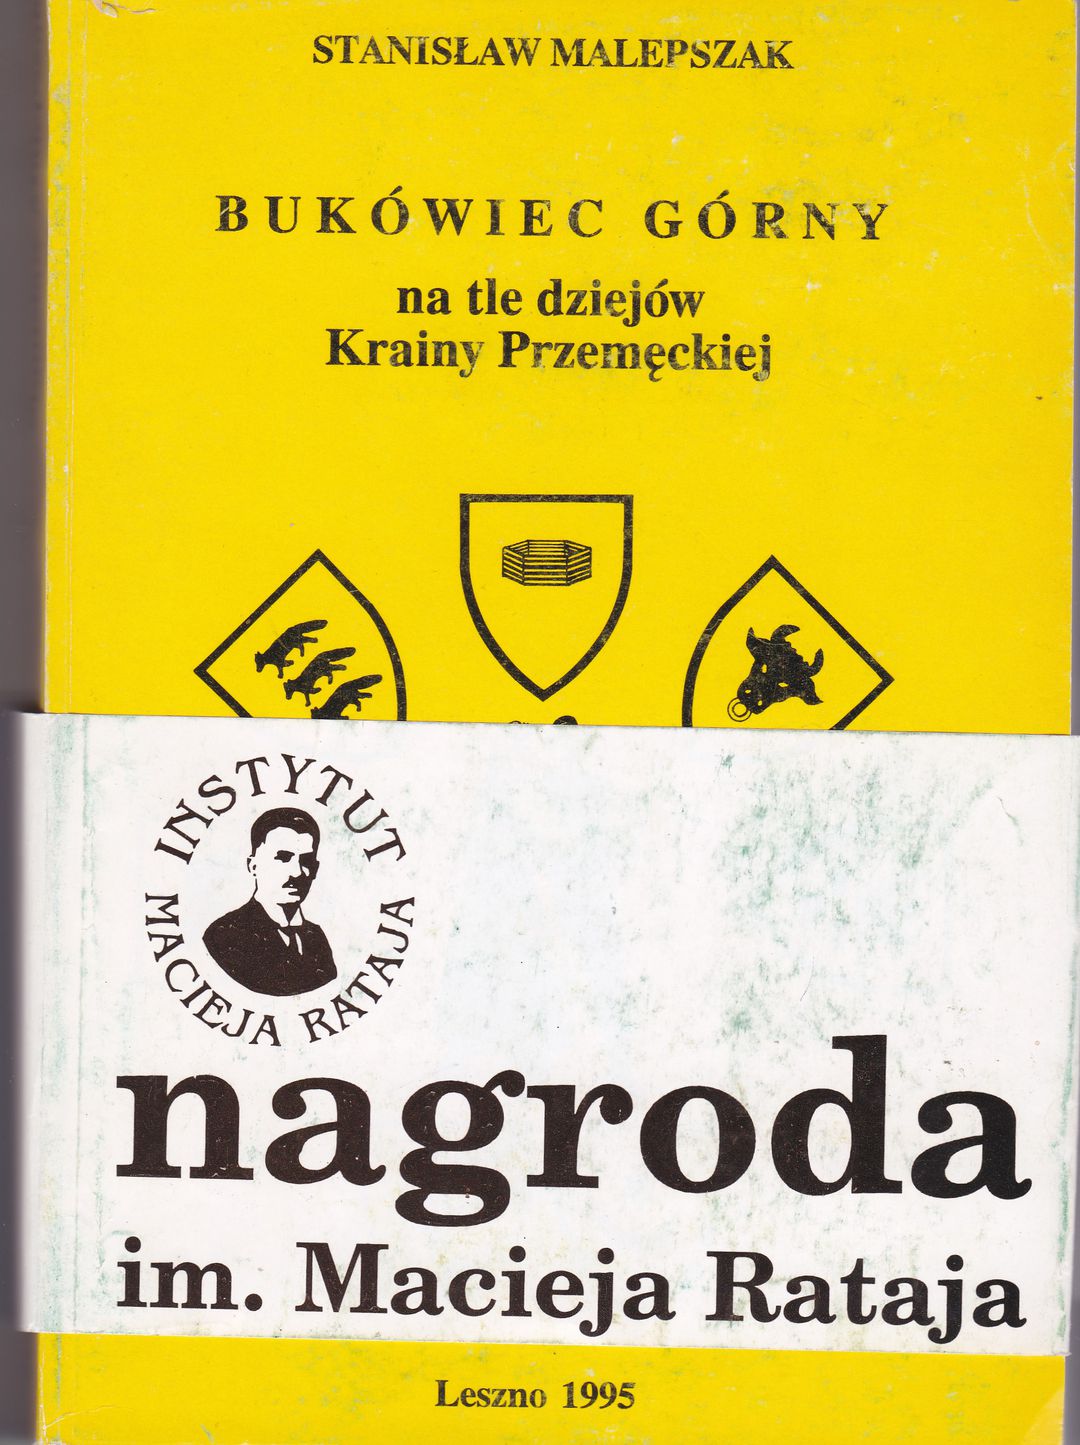 STANISŁAW MALEPSZAK
BUKÓWIEC GÓRNY
na tle dziejów
Krainy Przemęckiej
INSTYTUT
MACIEJA RATAJA
nagroda
im. Macieja Rataja
Leszno 1995